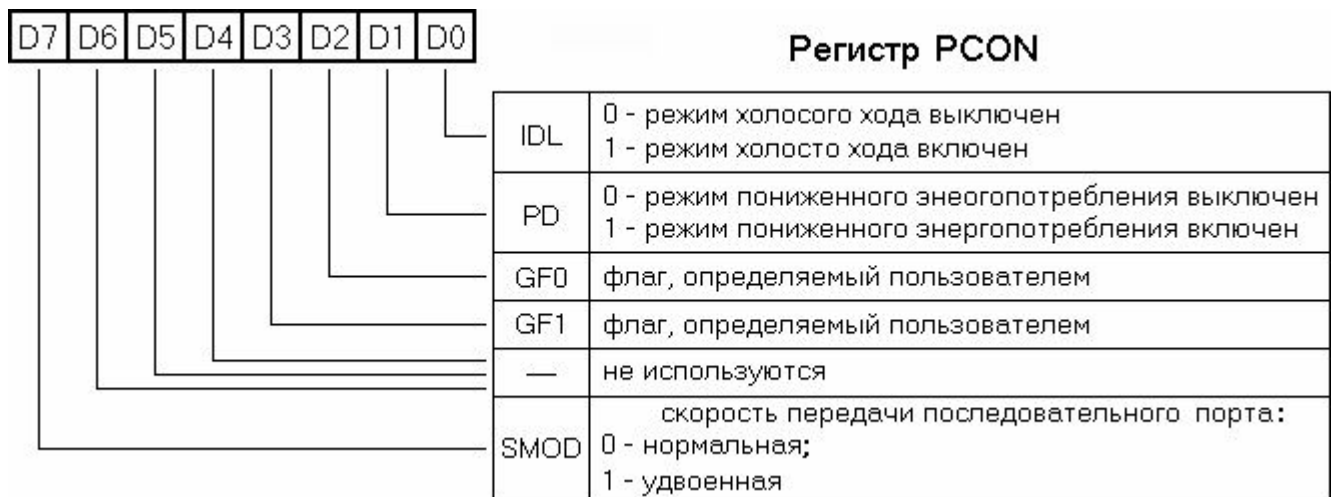 D7 D6 D5 D4 D3 D2 D1 D0
Регистр PCON
IDL
0 - режим холосого хода выключен
1 - режим холосто хода включен
PD
0 - режим пониженного энеогопотребления выключен
1 - режим пониженного энергопотребления включен
GF0 флаг, определяемый пользователем
GF1 флаг, определяемый пользователем
— не используются
SMOD
скорость передачи последовательного порта:
0 - нормальная;
1 - удвоенная